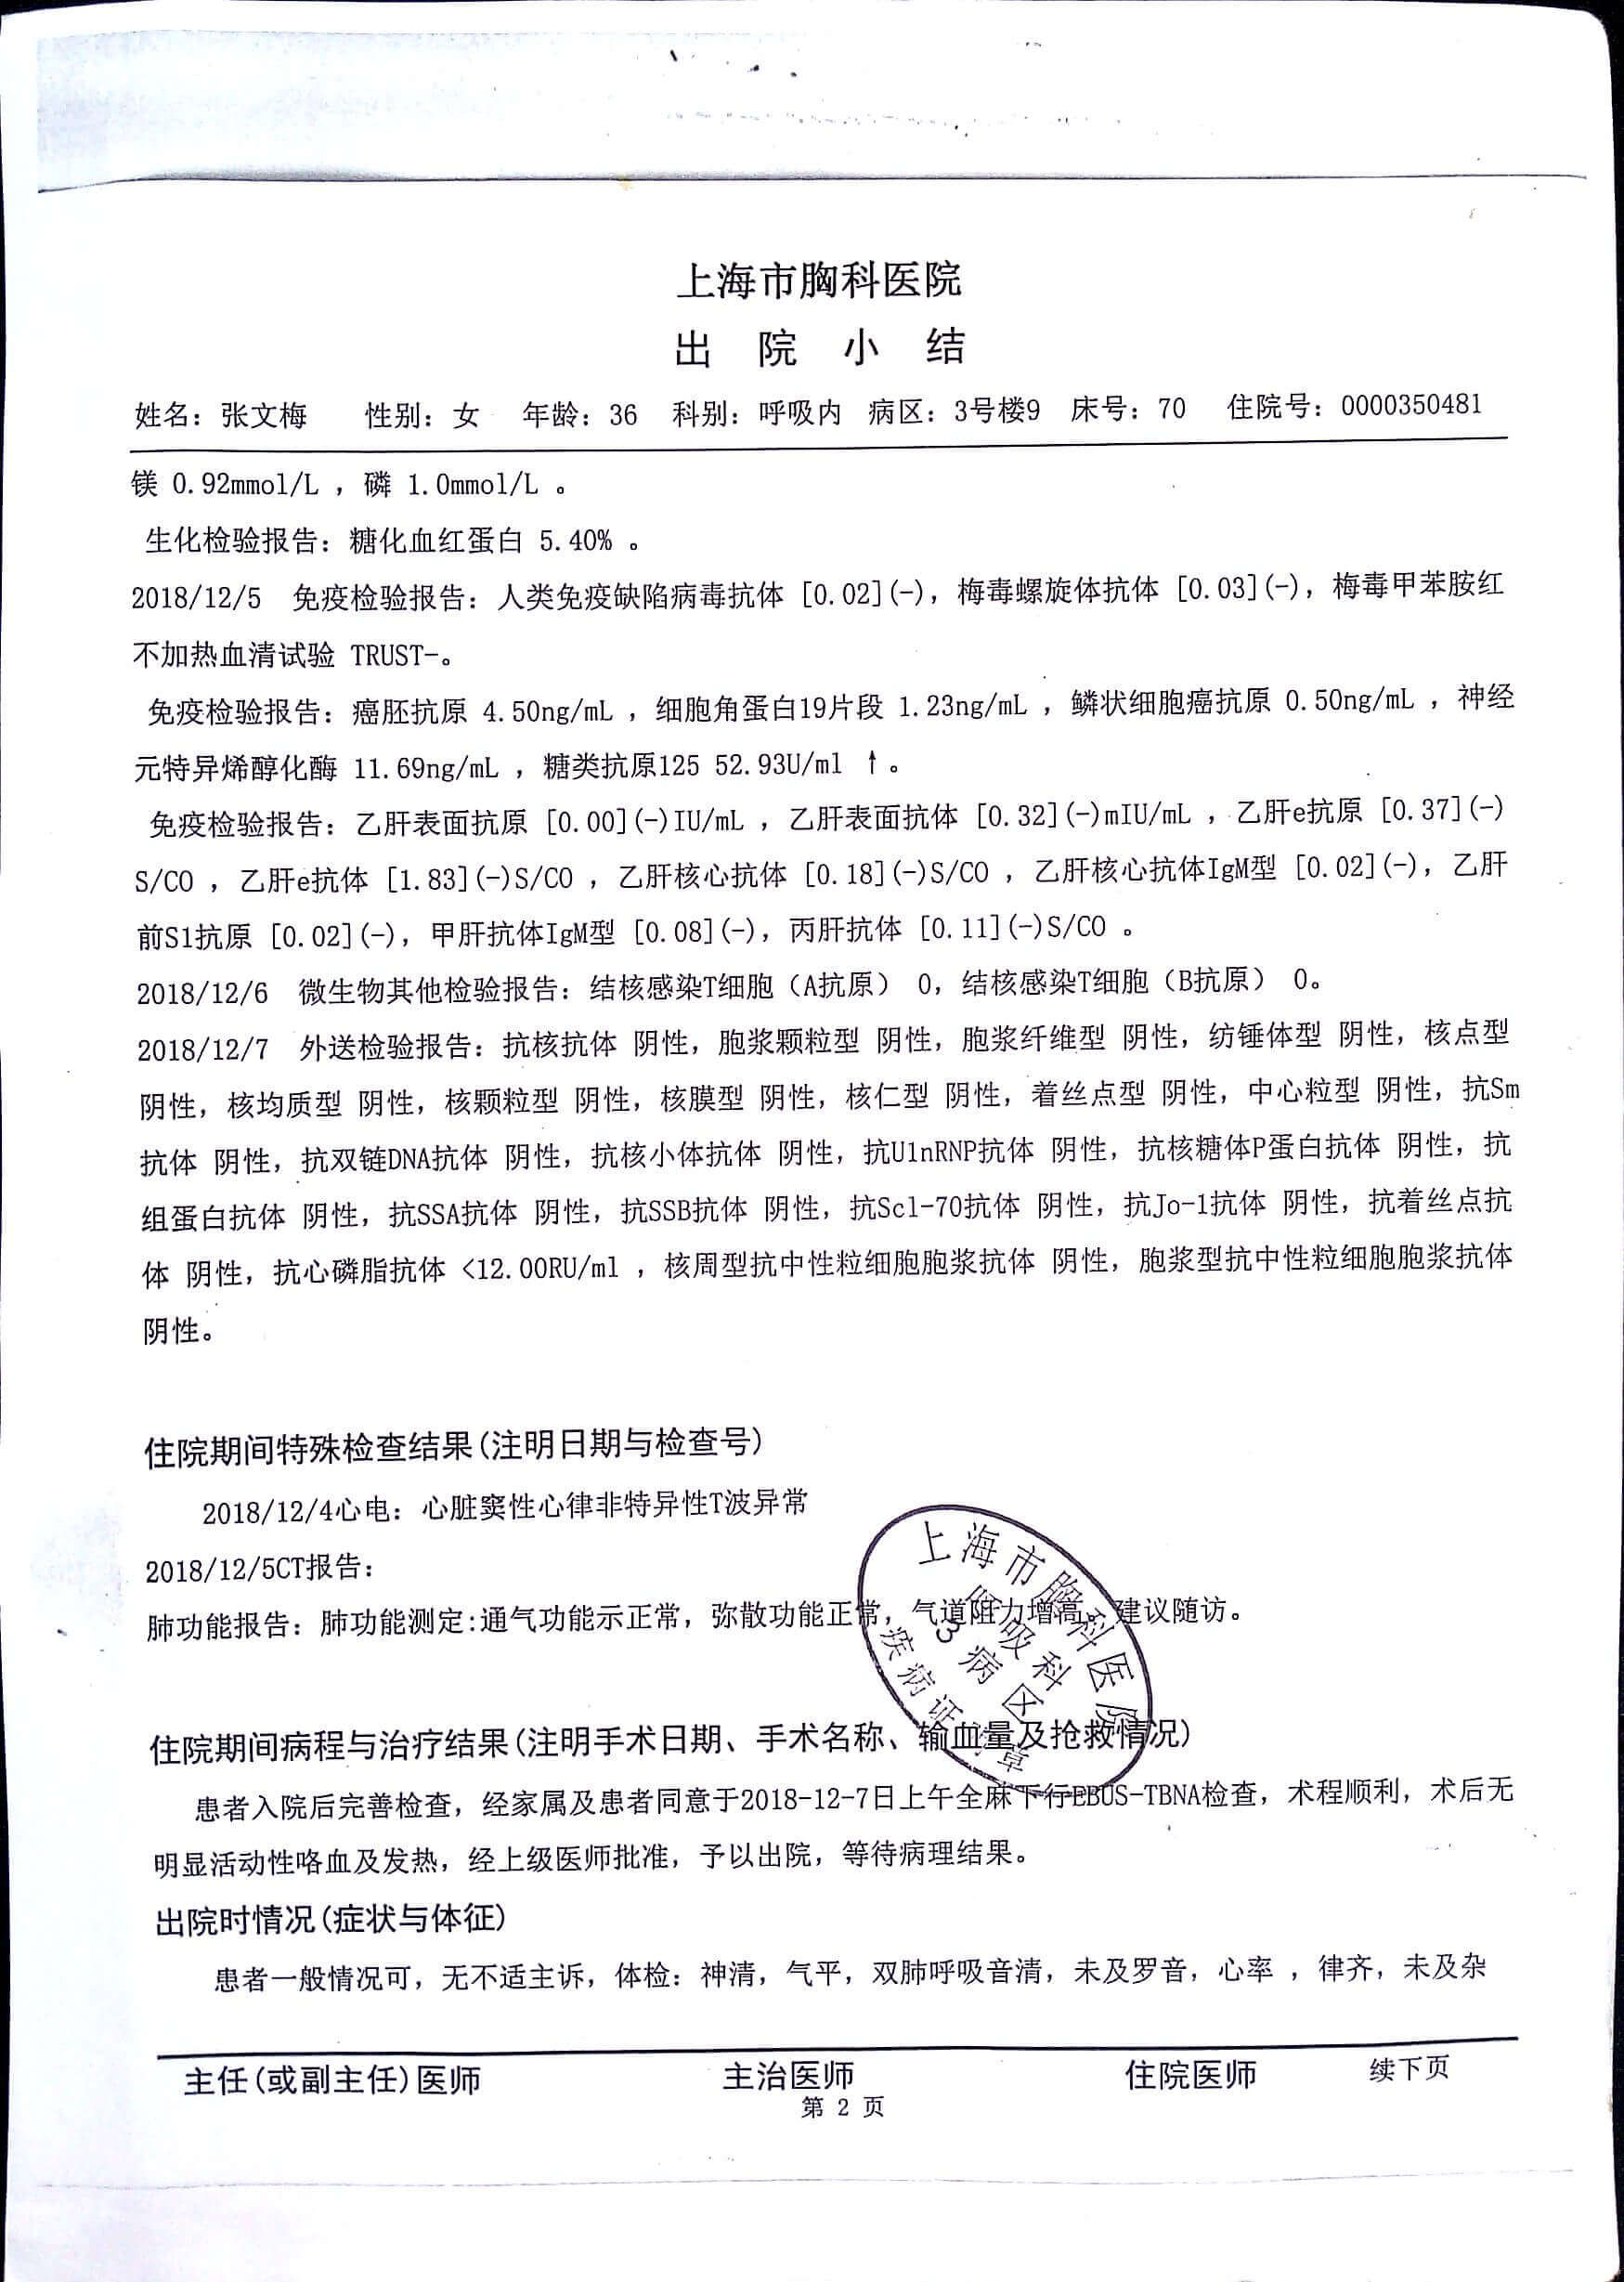 上海市胸科医院
出 院 小 结
姓名：张文梅 性别：女 年龄：36 科别：呼吸内 病区：3号楼9 床号：70 住院号：0000350481
镁 0.92mmol/L ，磷 1.0mmol/L 。
生化检验报告：糖化血红蛋白 5.40% 。
2018/12/5 免疫检验报告：人类免疫缺陷病毒抗体 [0.02](-)，梅毒螺旋体抗体 [0.03](-)，梅毒甲苯胺红
不加热血清试验 TRUST-。
免疫检验报告：癌胚抗原 4.50ng/mL ，细胞角蛋白19片段 1.23ng/mL ，鳞状细胞癌抗原 0.50ng/mL ，神经
元特异烯醇化酶 11.69ng/mL ，糖类抗原125 52.93U/ml ↑。
免疫检验报告：乙肝表面抗原 [0.00](-)IU/mL ，乙肝表面抗体 [0.32](-)mIU/mL ，乙肝e抗原 [0.37](-)
S/CO ，乙肝e抗体 [1.83](-)S/CO ，乙肝核心抗体 [0.18](-)S/CO ，乙肝核心抗体IgM型 [0.02](-)，乙肝
前S1抗原 [0.02](-)，甲肝抗体IgM型 [0.08](-)，丙肝抗体 [0.11](-)S/CO 。
2018/12/6 微生物其他检验报告：结核感染T细胞（A抗原） 0，结核感染T细胞（B抗原） 0。
2018/12/7 外送检验报告：抗核抗体 阴性，胞浆颗粒型 阴性，胞浆纤维型 阴性，纺锤体型 阴性，核点型
阴性，核均质型 阴性，核颗粒型 阴性，核膜型 阴性，核仁型 阴性，着丝点型 阴性，中心粒型 阴性，抗Sm
抗体 阴性，抗双链DNA抗体 阴性，抗核小体抗体 阴性，抗U1nRNP抗体 阴性，抗核糖体P蛋白抗体 阴性，抗
组蛋白抗体 阴性，抗SSA抗体 阴性，抗SSB抗体 阴性，抗Scl-70抗体 阴性，抗Jo-1抗体 阴性，抗着丝点抗
体 阴性，抗心磷脂抗体 <12.00RU/ml ，核周型抗中性粒细胞胞浆抗体 阴性，胞浆型抗中性粒细胞胞浆抗体
阴性。
住院期间特殊检查结果(注明日期与检查号)
2018/12/4心电：心脏窦性心律非特异性T波异常
2018/12/5CT报告：
肺功能报告：肺功能测定:通气功能示正常，弥散功能正常，气道阻力增高，建议随访。
上海市胸科医院
呼吸科
3病区
疾病证明章
住院期间病程与治疗结果(注明手术日期、手术名称、输血量及抢救情况)
患者入院后完善检查，经家属及患者同意于2018-12-7日上午全麻下行EBUS-TBNA检查，术程顺利，术后无
明显活动性咯血及发热，经上级医师批准，予以出院，等待病理结果。
出院时情况(症状与体征)
患者一般情况可，无不适主诉，体检：神清，气平，双肺呼吸音清，未及罗音，心率 ，律齐，未及杂
主任(或副主任)医师 主治医师 住院医师 续下页
第 2 页